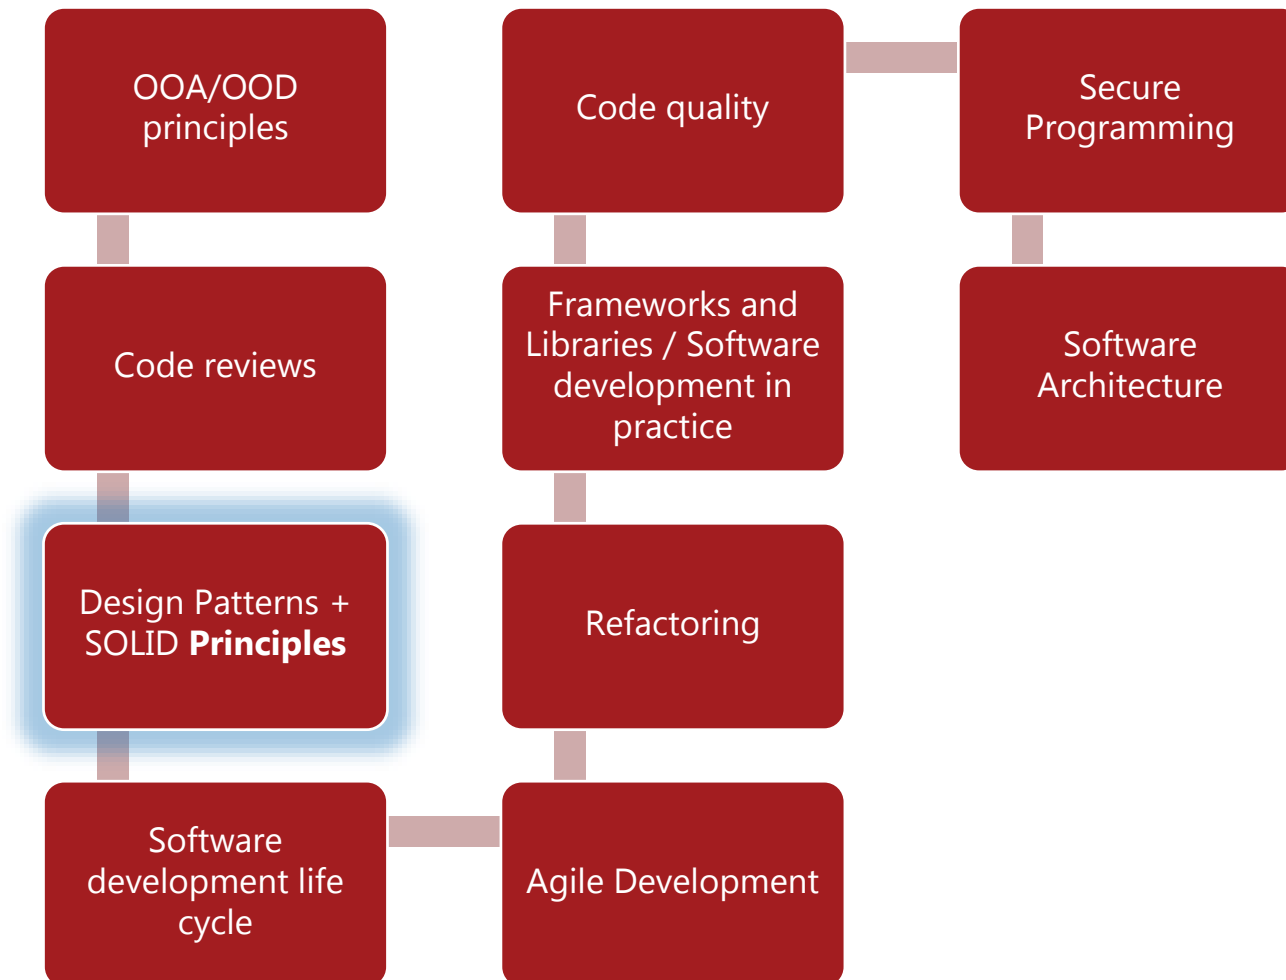 OOA/OOD
principles
Code reviews
Design Patterns +
SOLID Principles
Software
development life
cycle
Agile Development
Refactoring
Frameworks and
Libraries / Software
development in
practice
Code quality
Secure
Programming
Software
Architecture